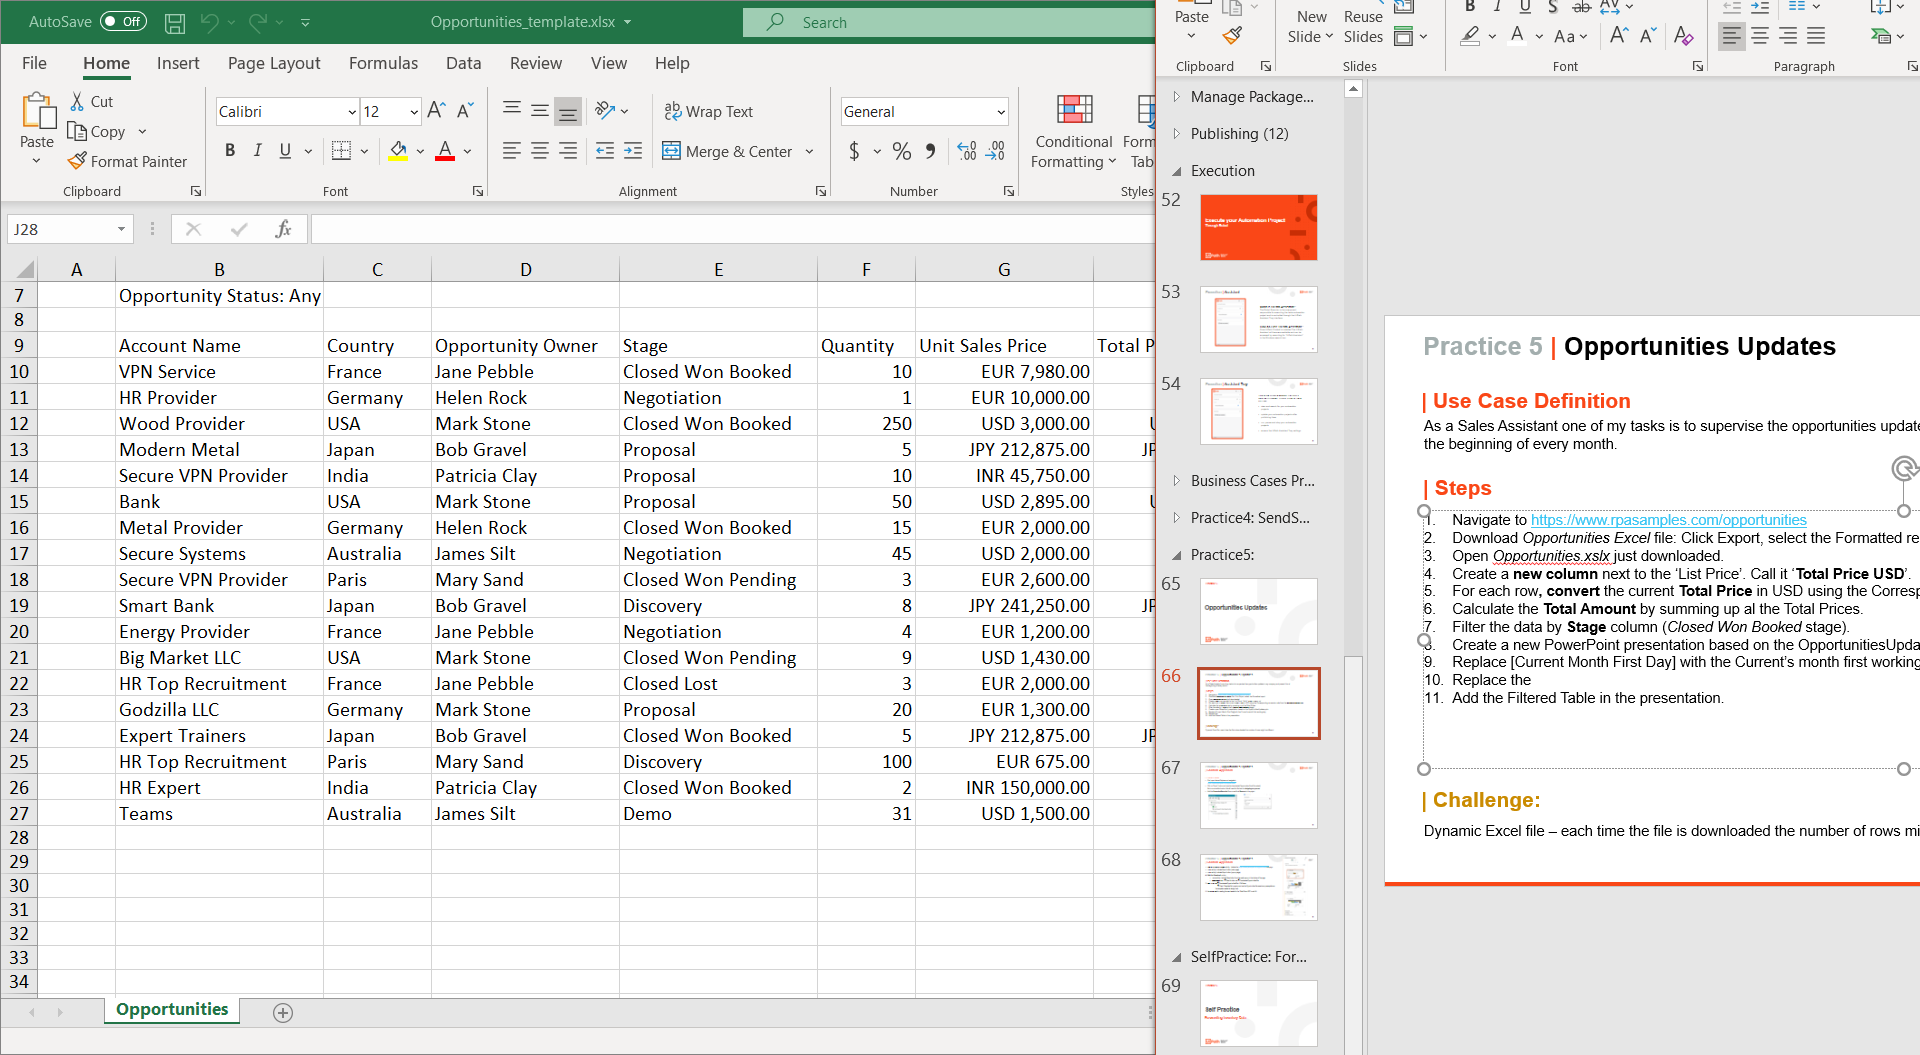 AutoSave Off Opportunities_template.xlsx Search
File Home Insert Page Layout Formulas Data Review View Help
Paste Cut Copy Format Painter
Calibri 12
B I U
A A
ab Wrap Text
Merge & Center
General
$ %
Conditional Formatting
Clipboard Font Alignment Number Styles
J28 fx
A B C D E F G
7 Opportunity Status: Any
8
9 Account Name Country Opportunity Owner Stage Quantity Unit Sales Price Total P
10 VPN Service France Jane Pebble Closed Won Booked 10 EUR 7,980.00
11 HR Provider Germany Helen Rock Negotiation 1 EUR 10,000.00
12 Wood Provider USA Mark Stone Closed Won Booked 250 USD 3,000.00
13 Modern Metal Japan Bob Gravel Proposal 5 JPY 212,875.00 JP
14 Secure VPN Provider India Patricia Clay Proposal 10 INR 45,750.00
15 Bank USA Mark Stone Proposal 50 USD 2,895.00
16 Metal Provider Germany Helen Rock Closed Won Booked 15 EUR 2,000.00
17 Secure Systems Australia James Silt Negotiation 45 USD 2,000.00
18 Secure VPN Provider Paris Mary Sand Closed Won Pending 3 EUR 2,600.00
19 Smart Bank Japan Bob Gravel Discovery 8 JPY 241,250.00 JP
20 Energy Provider France Jane Pebble Negotiation 4 EUR 1,200.00
21 Big Market LLC USA Mark Stone Closed Won Pending 9 USD 1,430.00
22 HR Top Recruitment France Jane Pebble Closed Lost 3 EUR 2,000.00
23 Godzilla LLC Germany Mark Stone Proposal 20 EUR 1,300.00
24 Expert Trainers Japan Bob Gravel Closed Won Booked 5 JPY 212,875.00 JP
25 HR Top Recruitment Paris Mary Sand Discovery 100 EUR 675.00
26 HR Expert India Patricia Clay Closed Won Booked 2 INR 150,000.00
27 Teams Australia James Silt Demo 31 USD 1,500.00
28
29
30
31
32
33
34
Opportunities
Paste New Slide Reuse Slides
B I U S ab AV
A Aa A A A
Clipboard Slides Font Paragraph
Manage Package...
Publishing (12)
Execution
52
Execute your Automation Project
53
54
Business Cases Pr...
Practice4: SendS...
Practice5:
65
Opportunities Updates
66
67
68
SelfPractice: For...
69
Self Practice
Practice 5 | Opportunities Updates
| Use Case Definition
As a Sales Assistant one of my tasks is to supervise the opportunities update
the beginning of every month.
| Steps
1. Navigate to https://www.rpasamples.com/opportunities
2. Download Opportunities Excel file: Click Export, select the Formatted re
3. Open Opportunities.xslx just downloaded.
4. Create a new column next to the ‘List Price’. Call it ‘Total Price USD’.
5. For each row, convert the current Total Price in USD using the Corresp
6. Calculate the Total Amount by summing up al the Total Prices.
7. Filter the data by Stage column (Closed Won Booked stage).
8. Create a new PowerPoint presentation based on the OpportunitiesUpda
9. Replace [Current Month First Day] with the Current’s month first working
10. Replace the
11. Add the Filtered Table in the presentation.
| Challenge:
Dynamic Excel file – each time the file is downloaded the number of rows mi